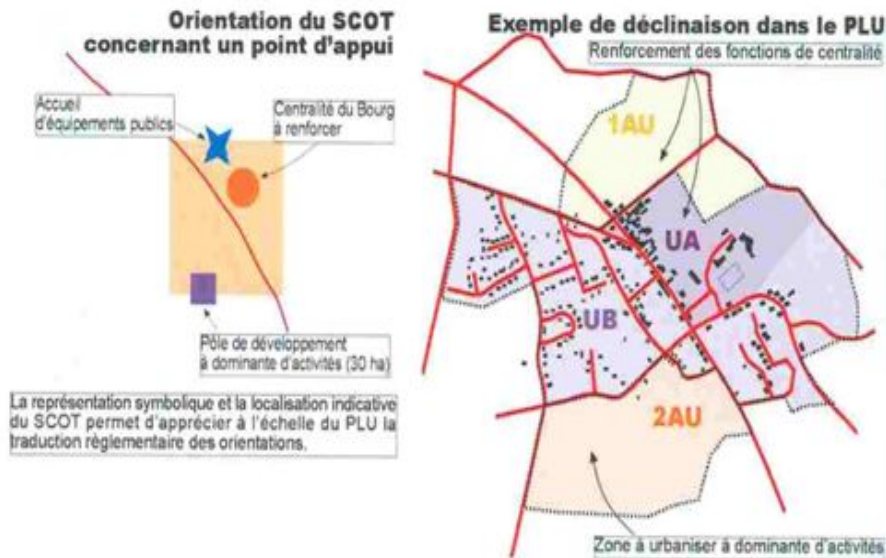 Orientation du SCOT
concernant un point d'appui
Accueil
d'équipements publics
Centralité du Bourg
à renforcer
Pôle de développement
à dominante d'activités (30 ha)
La représentation symbolique et la localisation indicative
du SCOT permet d'apprécier à l'échelle du PLU la
traduction règlementaire des orientations.
Exemple de déclinaison dans le PLU
Renforcement des fonctions de centralité
1AU
UA
UB
2AU
Zone à urbaniser à dominante d'activités